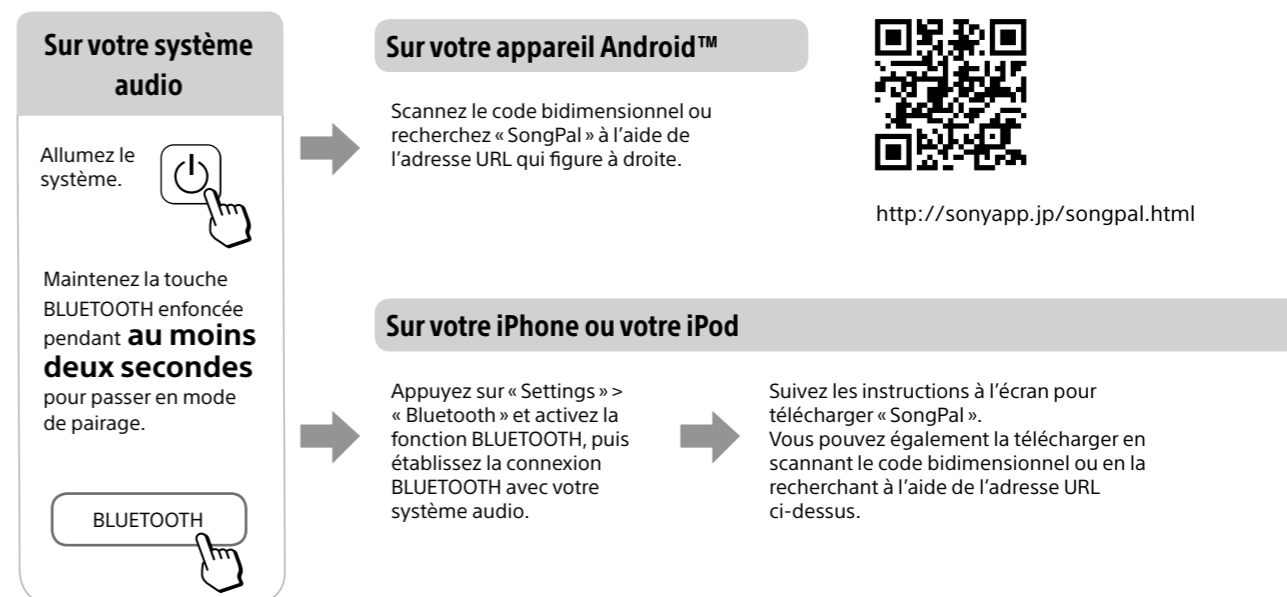 Sur votre système
audio
Allumez le
système.
Maintenez la touche
BLUETOOTH enfoncée
pendant au moins
deux secondes
pour passer en mode
de pairage.
BLUETOOTH
Sur votre appareil Android™
Scannez le code bidimensionnel ou
recherchez « SongPal » à l’aide de
l’adresse URL qui figure à droite.
http://sonyapp.jp/songpal.html
Sur votre iPhone ou votre iPod
Appuyez sur « Settings » >
« Bluetooth » et activez la
fonction BLUETOOTH, puis
établissez la connexion
BLUETOOTH avec votre
système audio.
Suivez les instructions à l’écran pour
télécharger « SongPal ».
Vous pouvez également la télécharger en
scannant le code bidimensionnel ou en la
recherchant à l’aide de l’adresse URL
ci-dessus.